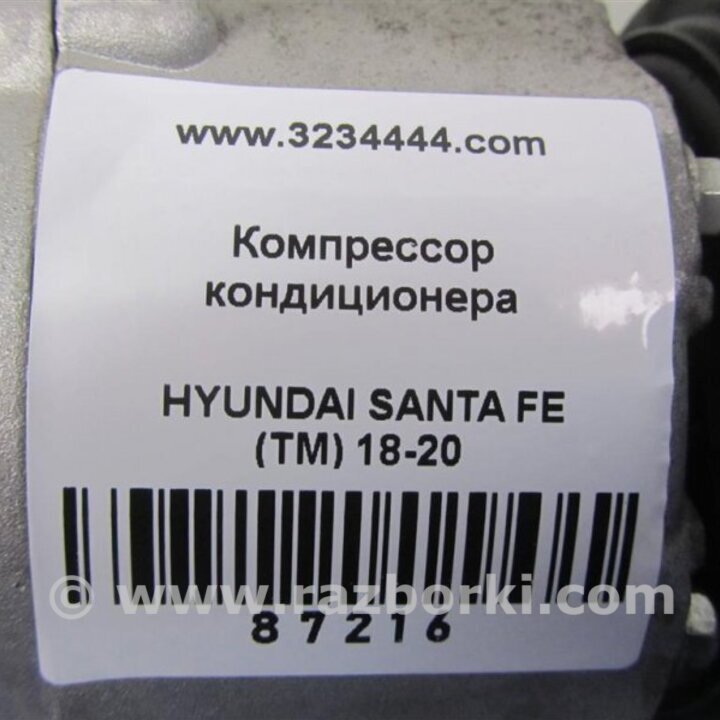 www.3234444.com
Компрессор
кондиционера
HYUNDAI SANTA FE
(TM) 18-20
© www.razborki.com
87216